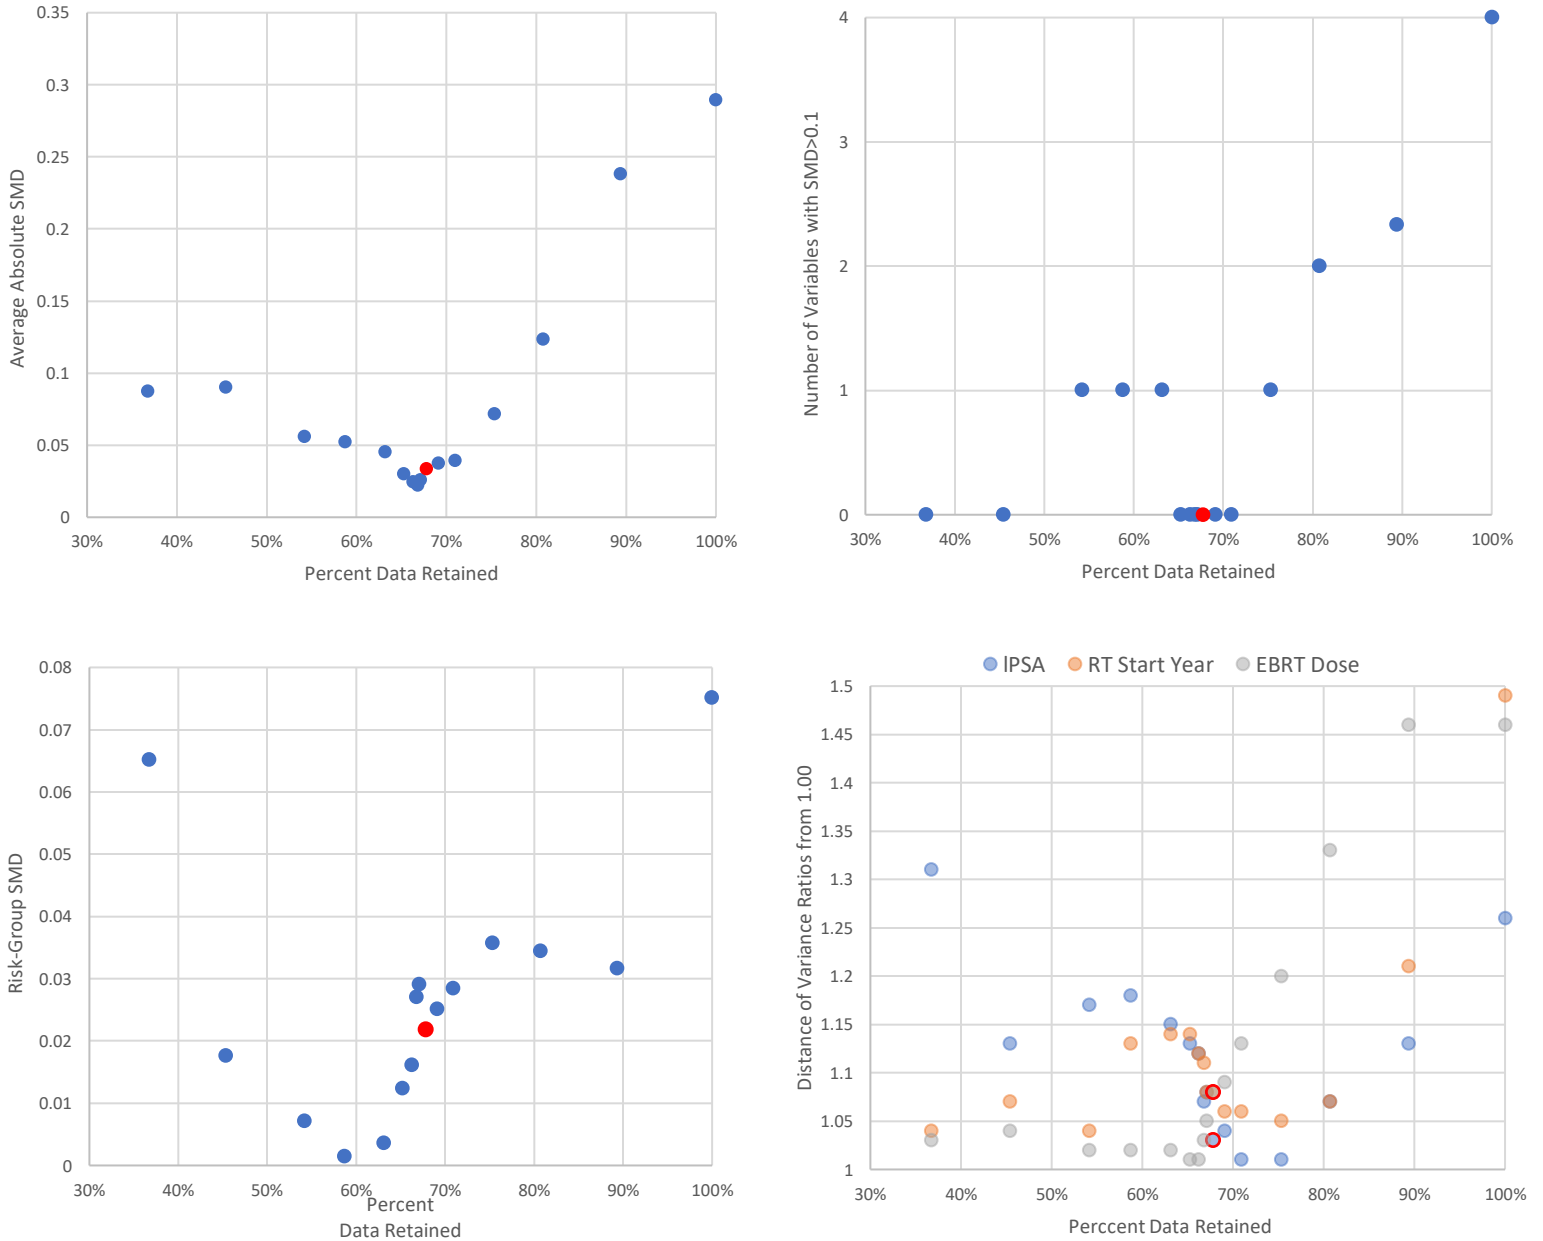 0.35
0.3
0.25
0.2
0.15
0.1
0.05
0
Average Absolute SMD
30% 40% 50% 60% 70% 80% 90% 100%
Percent Data Retained
4
3
2
1
0
Number of Variables with SMD>0.1
30% 40% 50% 60% 70% 80% 90% 100%
Percent Data Retained
0.08
0.07
0.06
0.05
0.04
0.03
0.02
0.01
0
Risk-Group SMD
30% 40% 50% 60% 70% 80% 90% 100%
Percent
Data Retained
IPSA RT Start Year EBRT Dose
1.5
1.45
1.4
1.35
1.3
1.25
1.2
1.15
1.1
1.05
1
Distance of Variance Ratios from 1.00
30% 40% 50% 60% 70% 80% 90% 100%
Perccent Data Retained